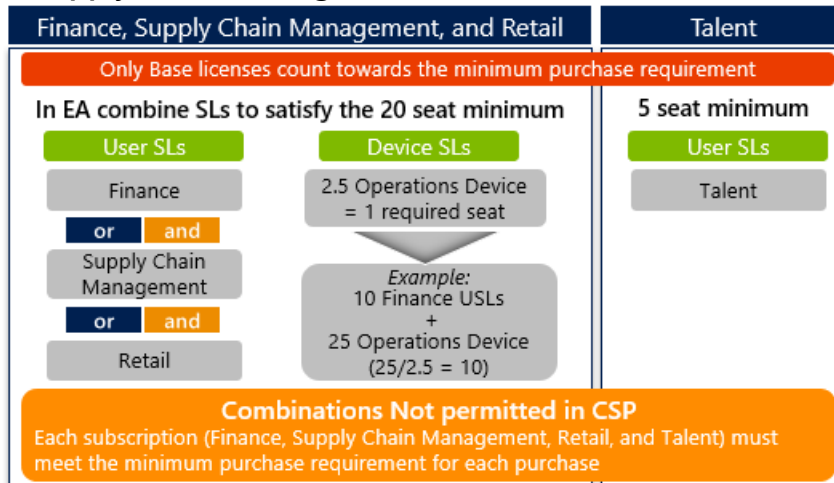 Finance, Supply Chain Management, and Retail
Talent
Only Base licenses count towards the minimum purchase requirement
In EA combine SLs to satisfy the 20 seat minimum
User SLs
Finance
or and
Supply Chain
Management
or and
Retail
Device SLs
2.5 Operations Device
= 1 required seat
Example:
10 Finance USLs
+
25 Operations Device
(25/2.5 = 10)
5 seat minimum
User SLs
Talent
Combinations Not permitted in CSP
Each subscription (Finance, Supply Chain Management, Retail, and Talent) must
meet the minimum purchase requirement for each purchase